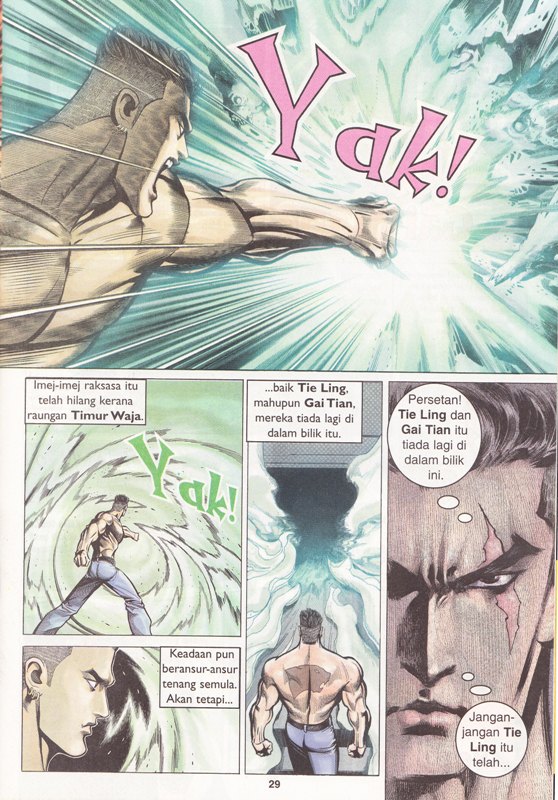 Yak!
Imej-imej raksasa itu
telah hilang kerana
raungan Timur Waja.
Yak!
Keadaan pun
beransur-ansur
tenang semula.
Akan tetapi...
...baik Tie Ling,
mahupun Gai Tian,
mereka tiada lagi di
dalam bilik itu.
Persetan!
Tie Ling dan
Gai Tian itu
tiada lagi di
dalam bilik
ini.
Jangan-
jangan Tie
Ling itu
telah...
29